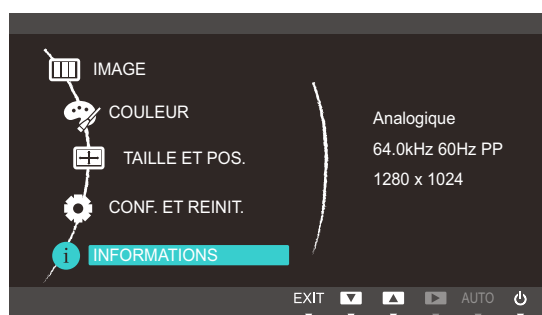 IMAGE
COULEUR
TAILLE ET POS.
CONF. ET REINIT.
i INFORMATIONS
Analogique
64.0kHz 60Hz PP
1280 x 1024
EXIT AUTO